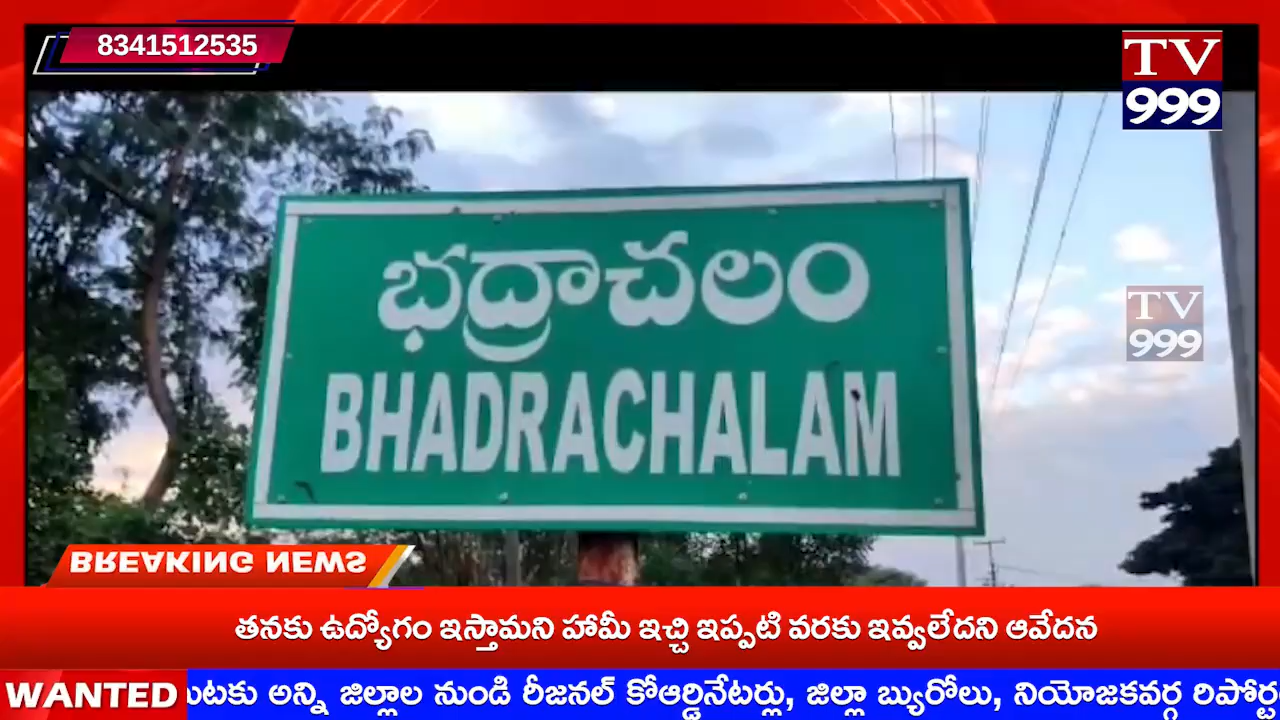 8341512535
TV
999
భద్రాచలం
BHADRACHALAM
TV
999
BREAKING NEWS
తనకు ఉద్యోగం ఇస్తామని హామీ ఇచ్చి ఇప్పటి వరకు ఇవ్వలేదని ఆవేదన
WANTED
అన్ని జిల్లాల నుండి రీజనల్ కోఆర్డినేటర్లు, జిల్లా బ్యురోలు, నియోజకవర్గ